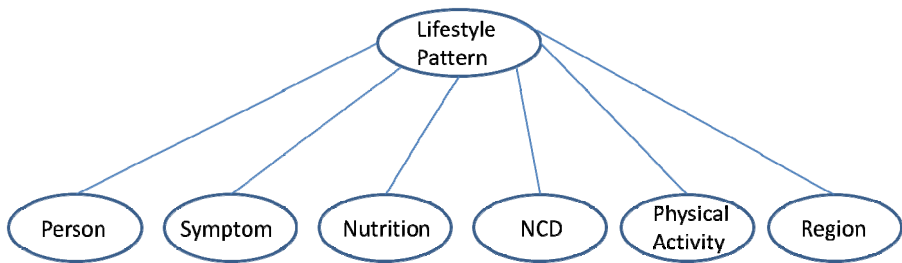 Lifestyle
Pattern
Person
Symptom
Nutrition
NCD
Physical
Activity
Region